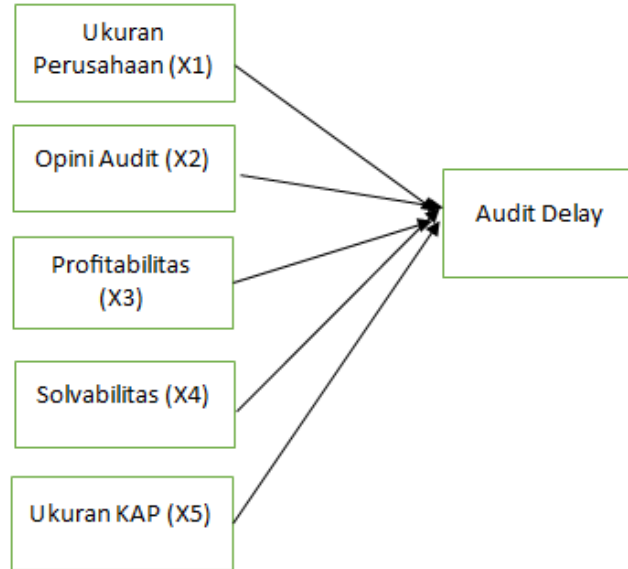 Ukuran
Perusahaan (X1)
Opini Audit (X2)
Profitabilitas
(X3)
Solvabilitas (X4)
Ukuran KAP (X5)
Audit Delay